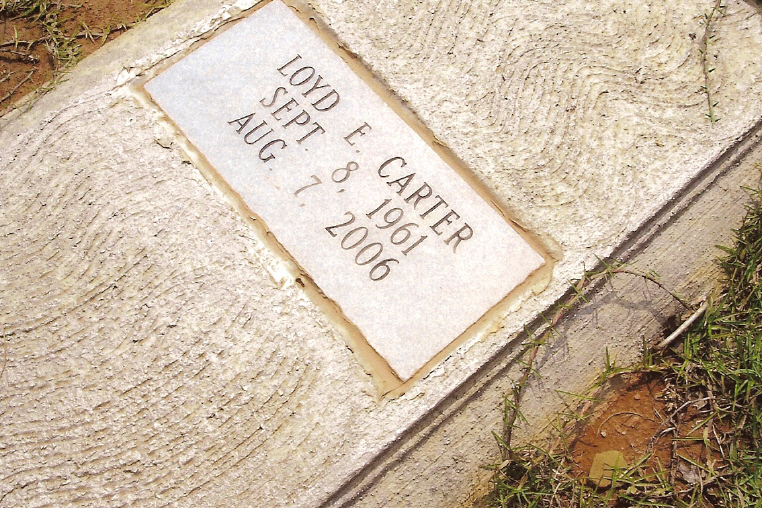 LOYD E. CARTER
SEPT. 8, 1961
AUG. 7, 2006